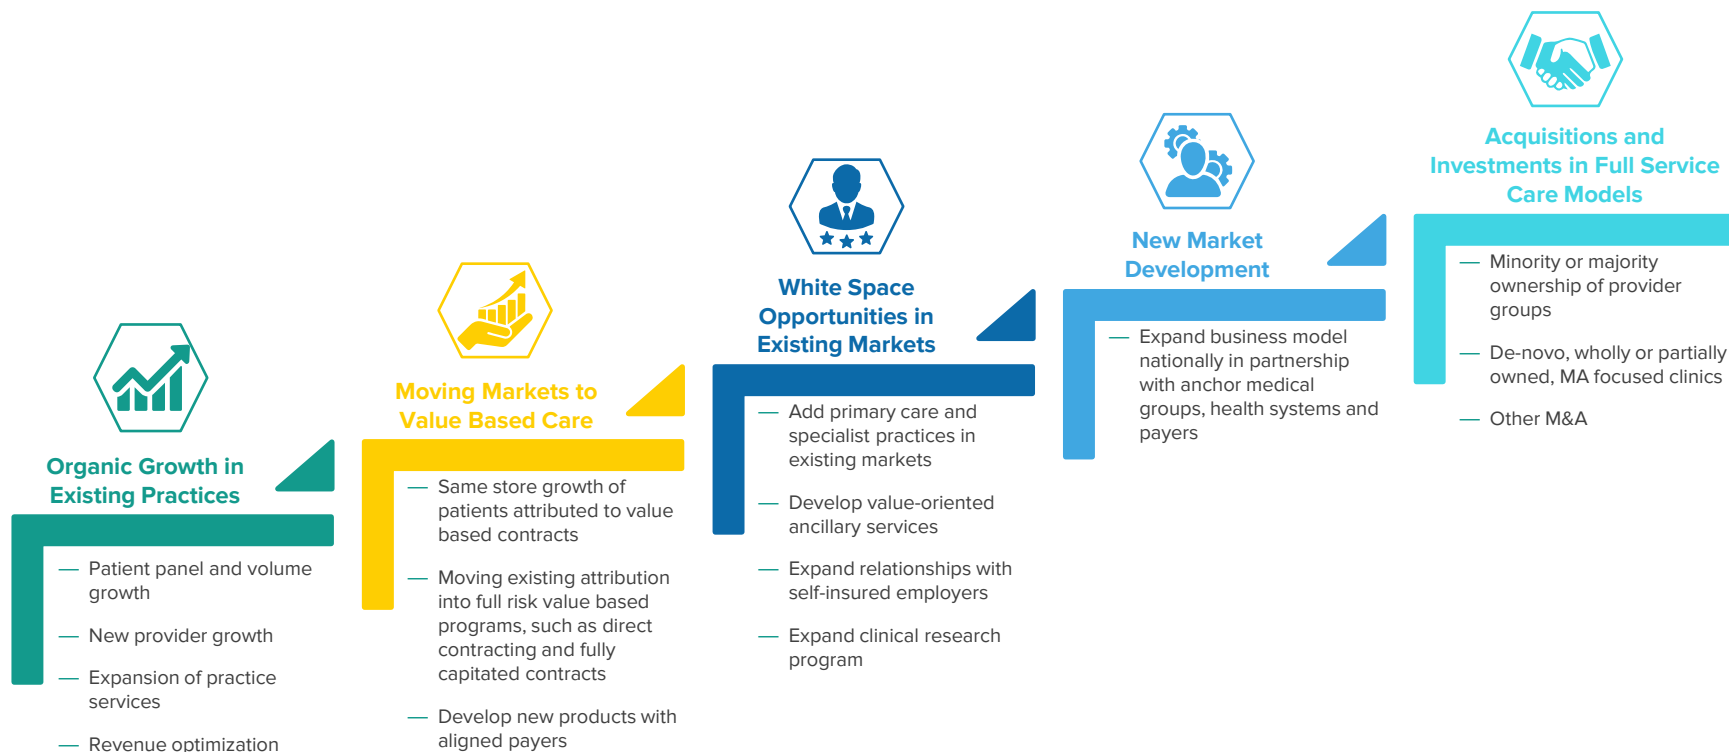 Organic Growth in
Existing Practices
— Patient panel and volume
growth
— New provider growth
— Expansion of practice
services
— Revenue optimization
Moving Markets to
Value Based Care
— Same store growth of
patients attributed to value
based contracts
— Moving existing attribution
into full risk value based
programs, such as direct
contracting and fully
capitated contracts
— Develop new products with
aligned payers
White Space
Opportunities in
Existing Markets
— Add primary care and
specialist practices in
existing markets
— Develop value-oriented
ancillary services
— Expand relationships with
self-insured employers
— Expand clinical research
program
New Market
Development
— Expand business model
nationally in partnership
with anchor medical
groups, health systems and
payers
Acquisitions and
Investments in Full Service
Care Models
— Minority or majority
ownership of provider
groups
— De-novo, wholly or partially
owned, MA focused clinics
— Other M&A